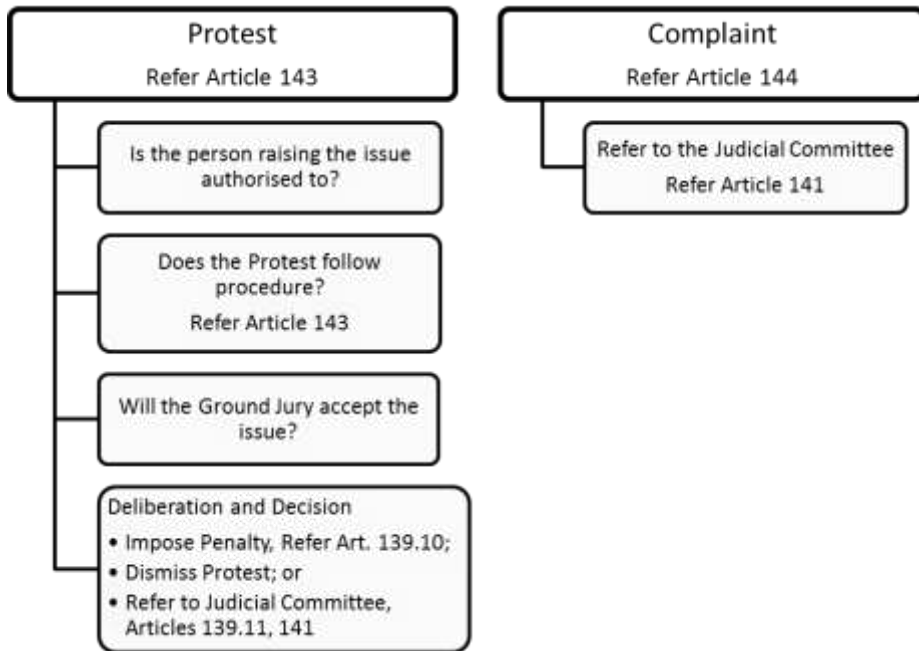 Protest
Refer Article 143
Is the person raising the issue
authorised to?
Does the Protest follow
procedure?
Refer Article 143
Will the Ground Jury accept the
issue?
Deliberation and Decision
• Impose Penalty, Refer Art. 139.10;
• Dismiss Protest; or
• Refer to Judicial Committee,
Articles 139.11, 141
Complaint
Refer Article 144
Refer to the Judicial Committee
Refer Article 141